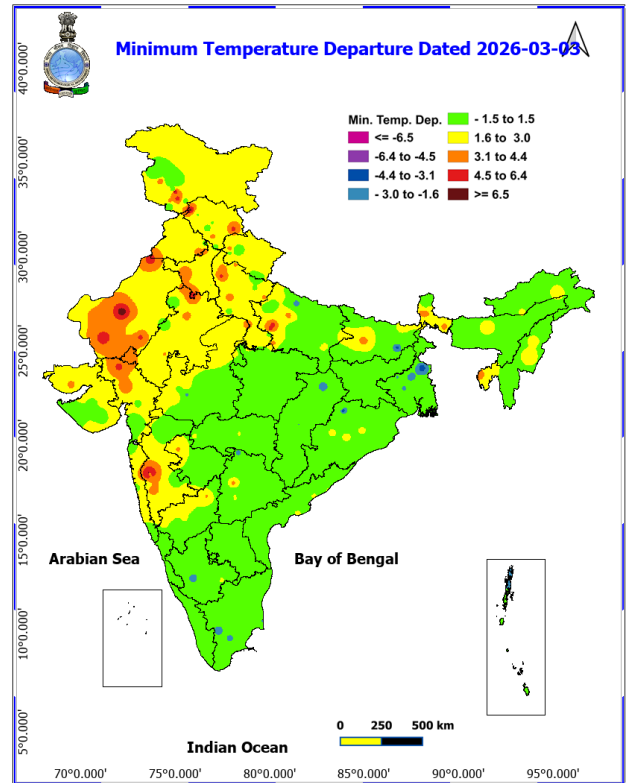 Minimum Temperature Departure Dated 2026-03-03
Min. Temp. Dep.
<= -6.5
-6.4 to -4.5
-4.4 to -3.1
- 3.0 to -1.6
- 1.5 to 1.5
1.6 to 3.0
3.1 to 4.4
4.5 to 6.4
>= 6.5
40°0.000'
35°0.000'
30°0.000'
25°0.000'
20°0.000'
15°0.000'
10°0.000'
5°0.000'
Arabian Sea
Bay of Bengal
0 250 500 km
Indian Ocean
70°0.000' 75°0.000' 80°0.000' 85°0.000' 90°0.000' 95°0.000'